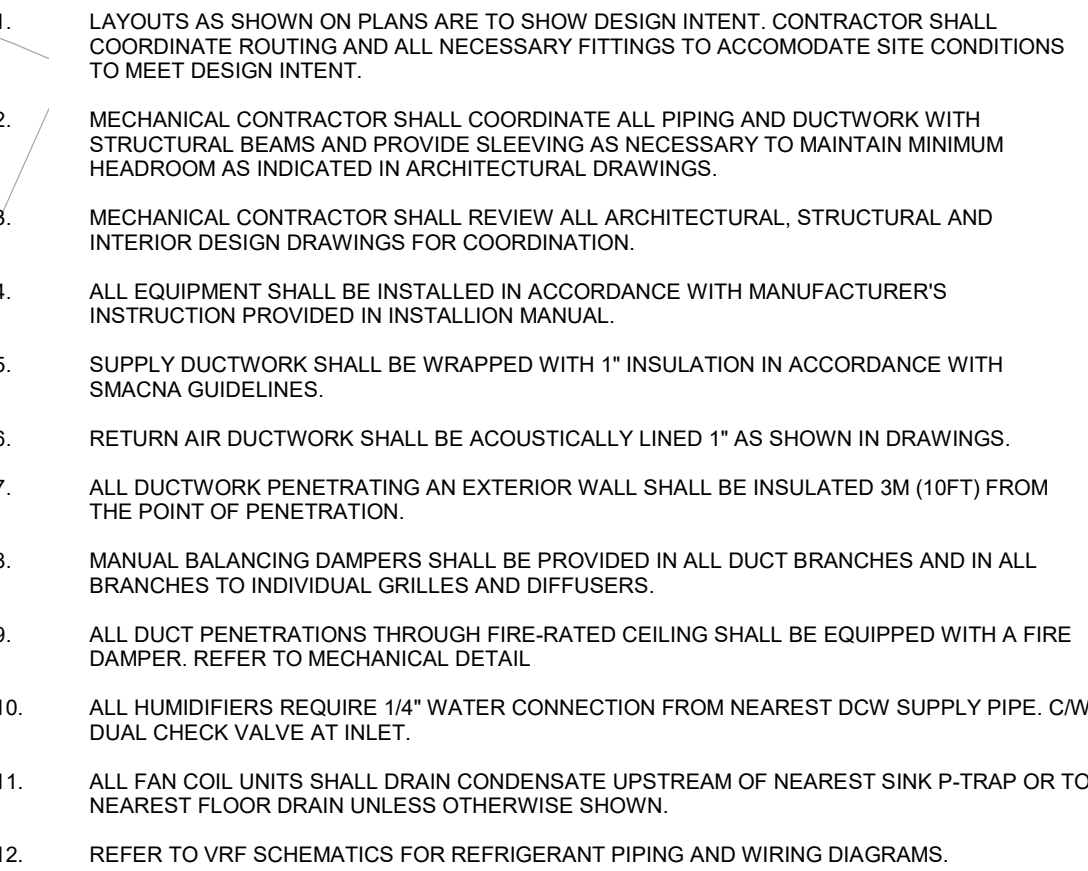 1. LAYOUTS AS SHOWN ON PLANS ARE TO SHOW DESIGN INTENT. CONTRACTOR SHALL
COORDINATE ROUTING AND ALL NECESSARY FITTINGS TO ACCOMODATE SITE CONDITIONS
TO MEET DESIGN INTENT.
2. MECHANICAL CONTRACTOR SHALL COORDINATE ALL PIPING AND DUCTWORK WITH
STRUCTURAL BEAMS AND PROVIDE SLEEVING AS NECESSARY TO MAINTAIN MINIMUM
HEADROOM AS INDICATED IN ARCHITECTURAL DRAWINGS.
3. MECHANICAL CONTRACTOR SHALL REVIEW ALL ARCHITECTURAL, STRUCTURAL AND
INTERIOR DESIGN DRAWINGS FOR COORDINATION.
4. ALL EQUIPMENT SHALL BE INSTALLED IN ACCORDANCE WITH MANUFACTURER'S
INSTRUCTION PROVIDED IN INSTALLION MANUAL.
5. SUPPLY DUCTWORK SHALL BE WRAPPED WITH 1" INSULATION IN ACCORDANCE WITH
SMACNA GUIDELINES.
6. RETURN AIR DUCTWORK SHALL BE ACOUSTICALLY LINED 1" AS SHOWN IN DRAWINGS.
7. ALL DUCTWORK PENETRATING AN EXTERIOR WALL SHALL BE INSULATED 3M (10FT) FROM
THE POINT OF PENETRATION.
8. MANUAL BALANCING DAMPERS SHALL BE PROVIDED IN ALL DUCT BRANCHES AND IN ALL
BRANCHES TO INDIVIDUAL GRILLES AND DIFFUSERS.
9. ALL DUCT PENETRATIONS THROUGH FIRE-RATED CEILING SHALL BE EQUIPPED WITH A FIRE
DAMPER. REFER TO MECHANICAL DETAIL
10. ALL HUMIDIFIERS REQUIRE 1/4" WATER CONNECTION FROM NEAREST DCW SUPPLY PIPE. C/W
DUAL CHECK VALVE AT INLET.
11. ALL FAN COIL UNITS SHALL DRAIN CONDENSATE UPSTREAM OF NEAREST SINK P-TRAP OR TO
NEAREST FLOOR DRAIN UNLESS OTHERWISE SHOWN.
12. REFER TO VRF SCHEMATICS FOR REFRIGERANT PIPING AND WIRING DIAGRAMS.